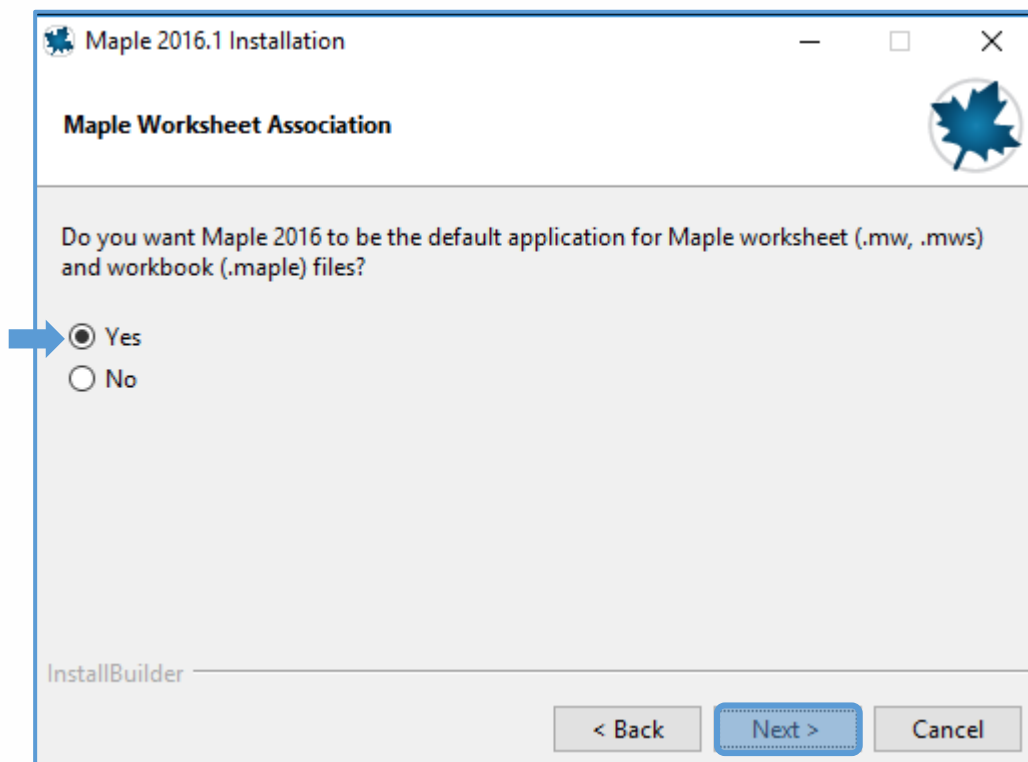 Maple 2016.1 Installation
Maple Worksheet Association
Do you want Maple 2016 to be the default application for Maple worksheet (.mw, .mws)
and workbook (.maple) files?
Yes
No
InstallBuilder
< Back
Next >
Cancel